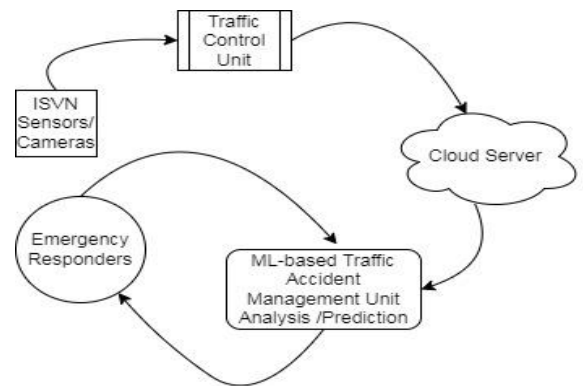 Traffic
Control
Unit
ISVN
Sensors/
Cameras
Cloud Server
Emergency
Responders
ML-based Traffic
Accident
Management Unit
Analysis /Prediction